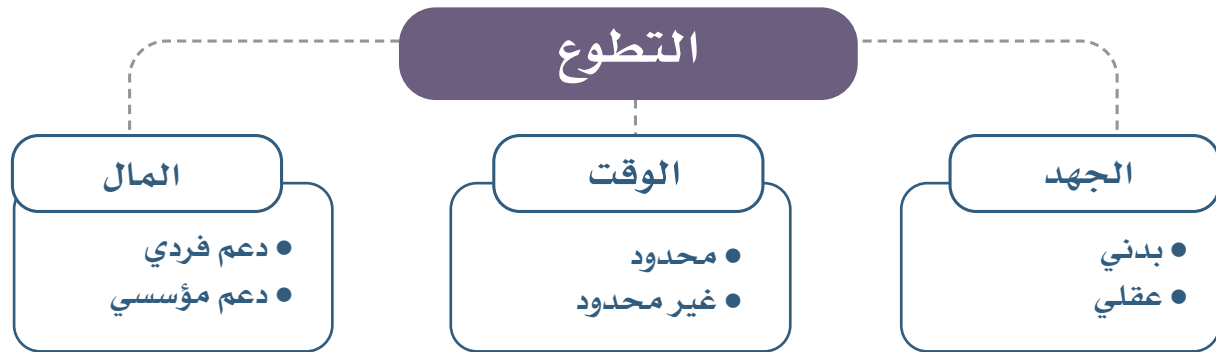 التطوع
الجهد
• بدني
• عقلي
الوقت
• محدود
• غير محدود
المال
• دعم فردي
• دعم مؤسسي